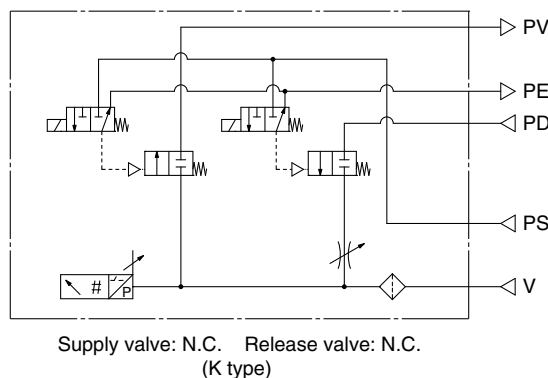 PV
PE
PD
PS
# P
V
Supply valve: N.C. Release valve: N.C.
(K type)